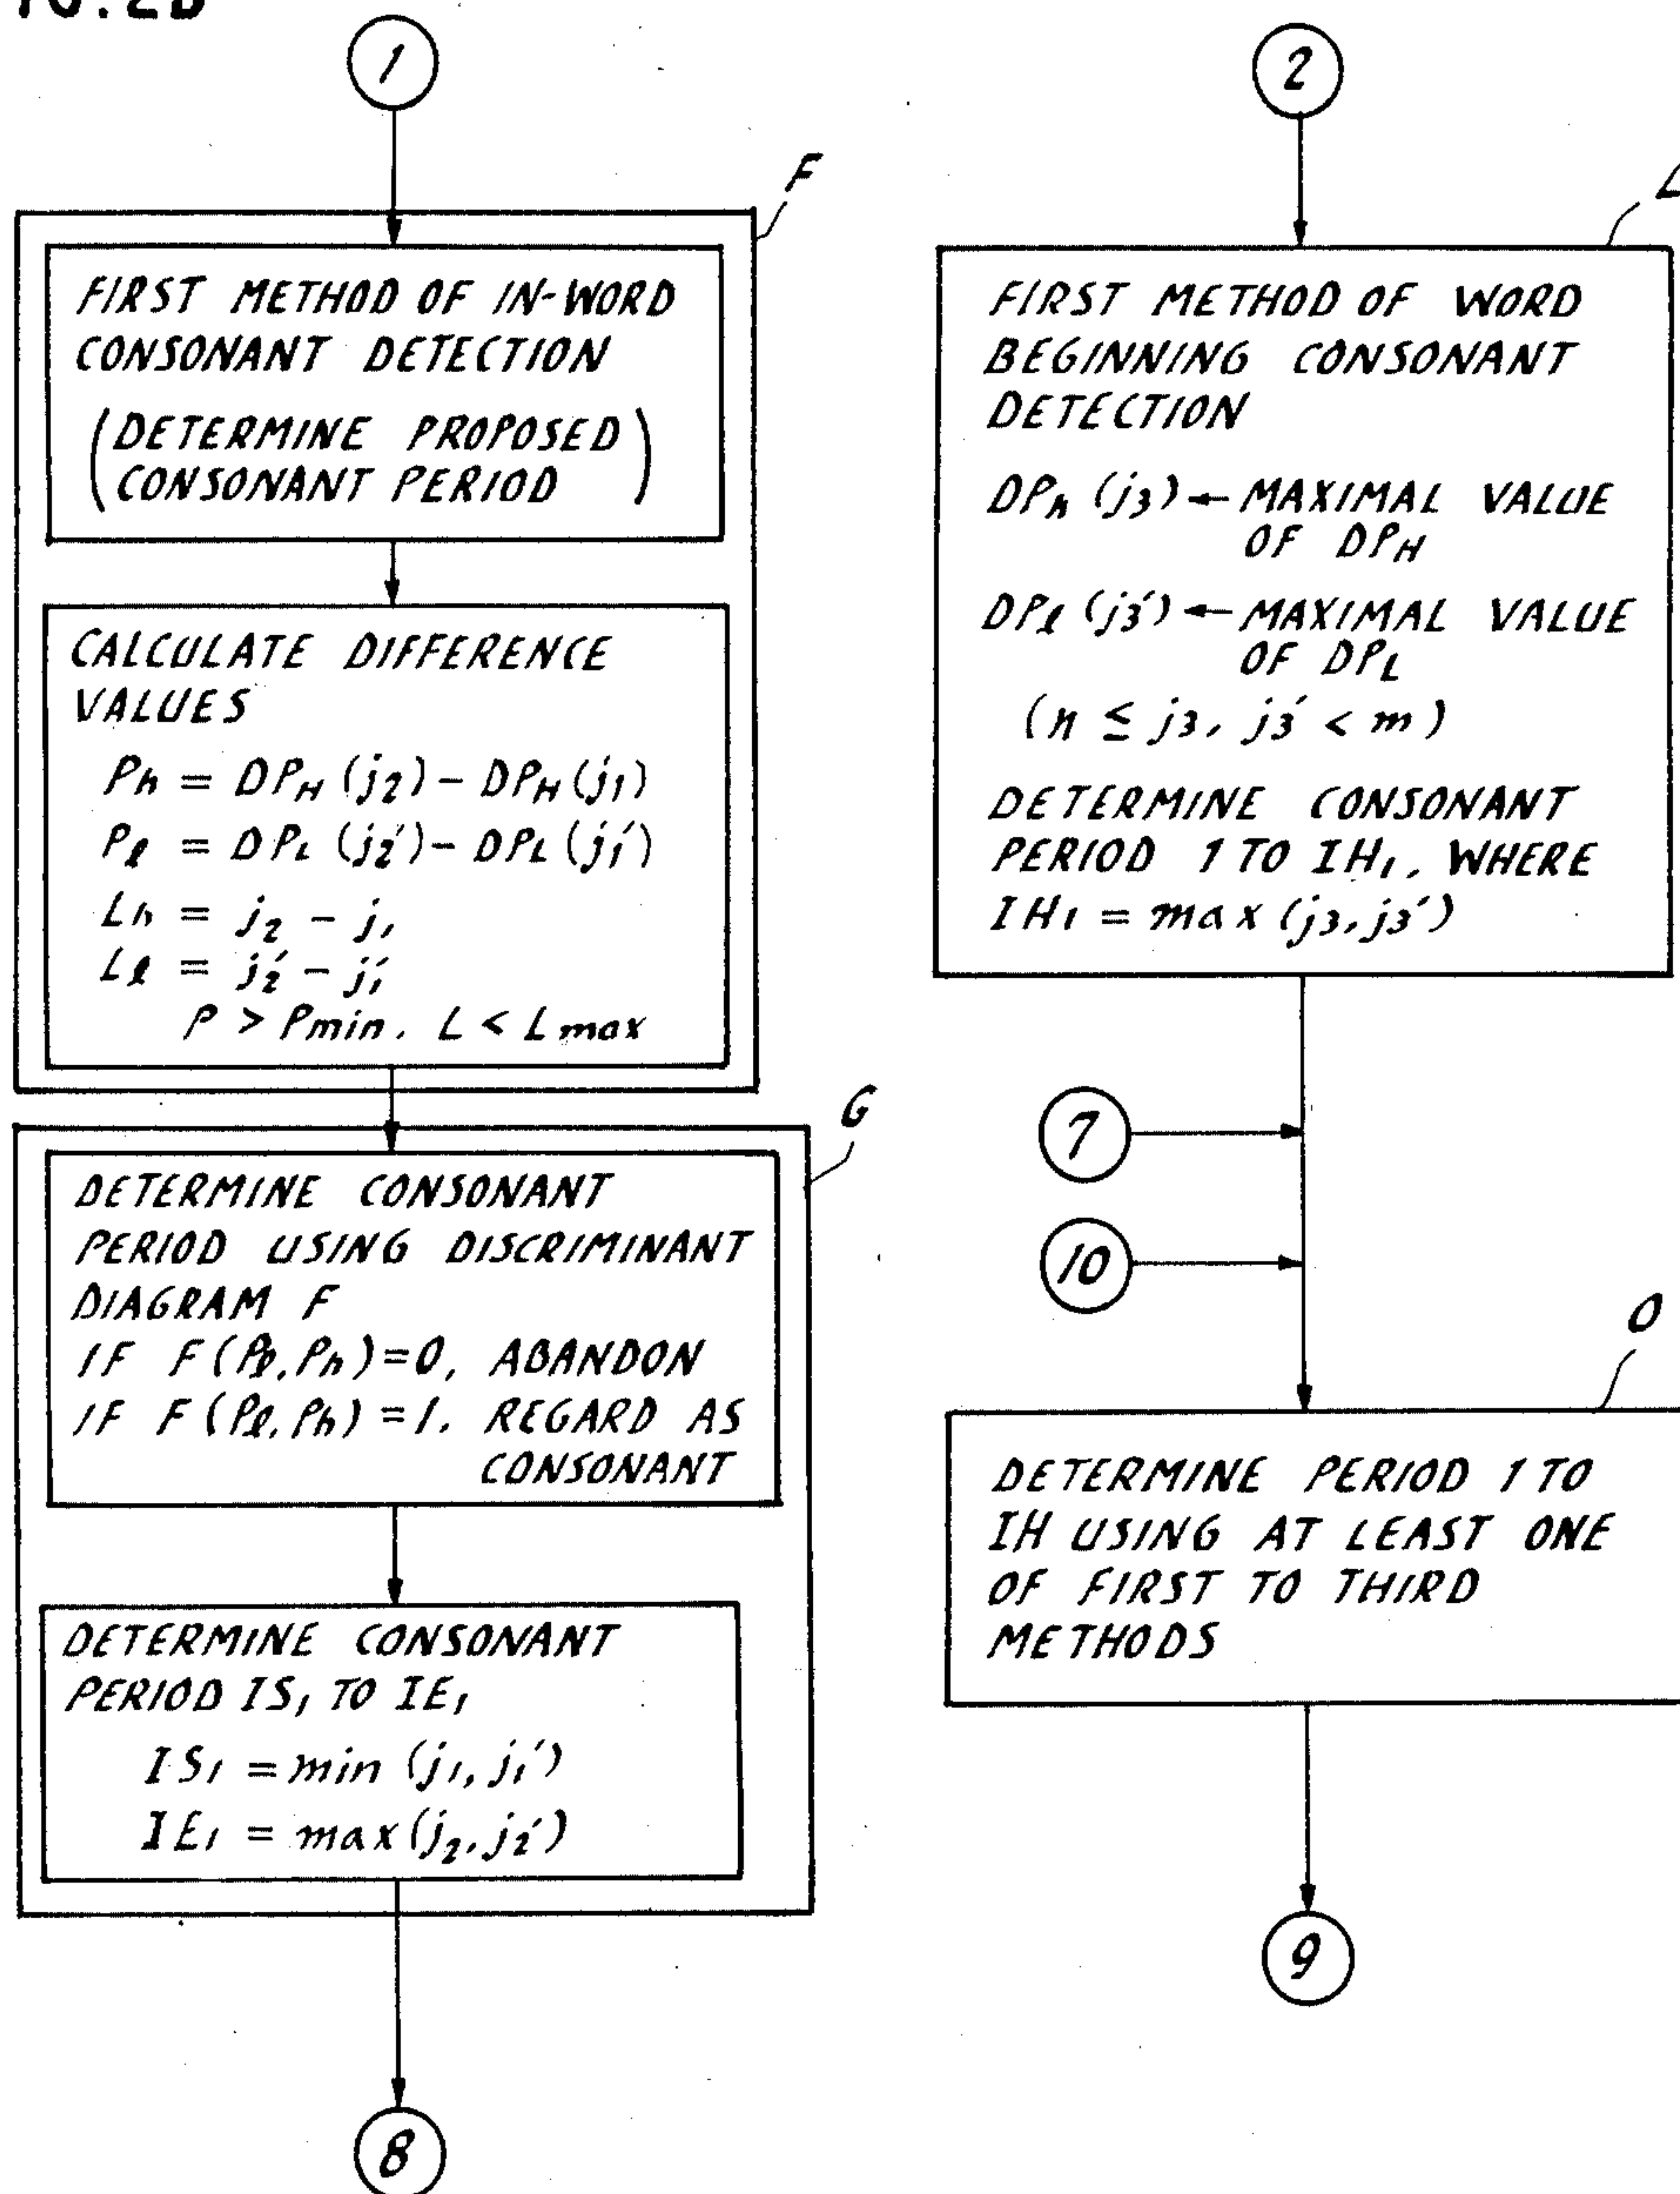 1
F
FIRST METHOD OF IN-WORD
CONSONANT DETECTION
(DETERMINE PROPOSED
CONSONANT PERIOD)
CALCULATE DIFFERENCE
VALUES
Ph = DPH (j2) - DPH (j1)
Pℓ = DPL (j2′) - DPL (j1′)
Lh = j2 - j1
Lℓ = j2′ - j1′
P > Pmin. L < Lmax
G
DETERMINE CONSONANT
PERIOD USING DISCRIMINANT
DIAGRAM F
IF F(Pℓ, Ph) = 0, ABANDON
IF F(Pℓ, Ph) = 1. REGARD AS
CONSONANT
DETERMINE CONSONANT
PERIOD IS1 TO IE1
IS1 = min (j1, j1′)
IE1 = max (j2, j2′)
8
2
FIRST METHOD OF WORD
BEGINNING CONSONANT
DETECTION
DPh (j3) ← MAXIMAL VALUE
OF DPH
DPℓ (j3′) ← MAXIMAL VALUE
OF DPL
(n ≤ j3, j3′ < m)
DETERMINE CONSONANT
PERIOD 1 TO IH1, WHERE
IH1 = max (j3, j3′)
7
10
O
DETERMINE PERIOD 1 TO
IH USING AT LEAST ONE
OF FIRST TO THIRD
METHODS
9